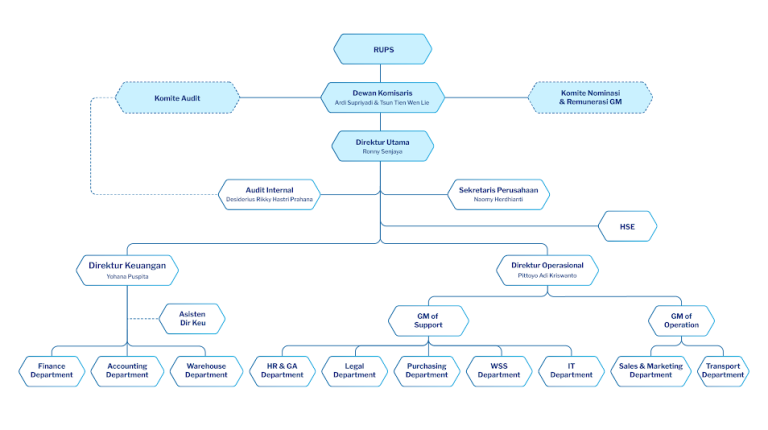 RUPS
Komite Audit
Dewan Komisaris
Ardi Supriyadi & Tsun Tien Wen Lie
Komite Nominasi
& Remunerasi GM
Direktur Utama
Ronny Senjaya
Audit Internal
Desiderius Rikky Hastri Prahana
Sekretaris Perusahaan
Naomy Herdhianti
HSE
Direktur Keuangan
Yohana Puspita
Direktur Operasional
Pittoyo Adi Kriswanto
Asisten
Dir Keu
GM of
Support
GM of
Operation
Finance
Department
Accounting
Department
Warehouse
Department
HR & GA
Department
Legal
Department
Purchasing
Department
WSS
Department
IT
Department
Sales & Marketing
Department
Transport
Department